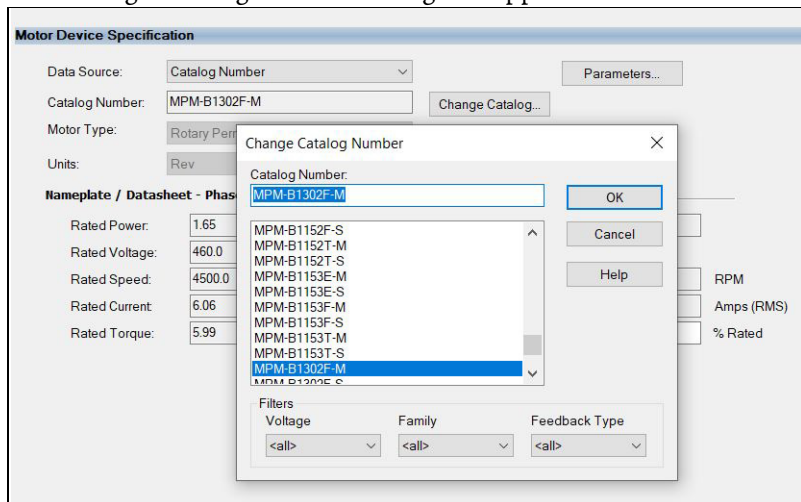 Motor Device Specification
Data Source: Catalog Number Parameters...
Catalog Number: MPM-B1302F-M Change Catalog...
Motor Type: Rotary
Units: Rev
Nameplate / Datasheet -
Rated Power: 1.65
Rated Voltage: 460.0
Rated Speed: 4500.0 RPM
Rated Current: 6.06 Amps (RMS)
Rated Torque: 5.99 % Rated
Change Catalog Number
Catalog Number:
MPM-B1302F-M
OK
MPM-B1152F-S
MPM-B1152T-M
MPM-B1152T-S
MPM-B1153E-M
MPM-B1153E-S
MPM-B1153F-M
MPM-B1153F-S
MPM-B1153T-M
MPM-B1153T-S
MPM-B1302F-M
Cancel
Help
Filters
Voltage Family Feedback Type
<all> <all> <all>